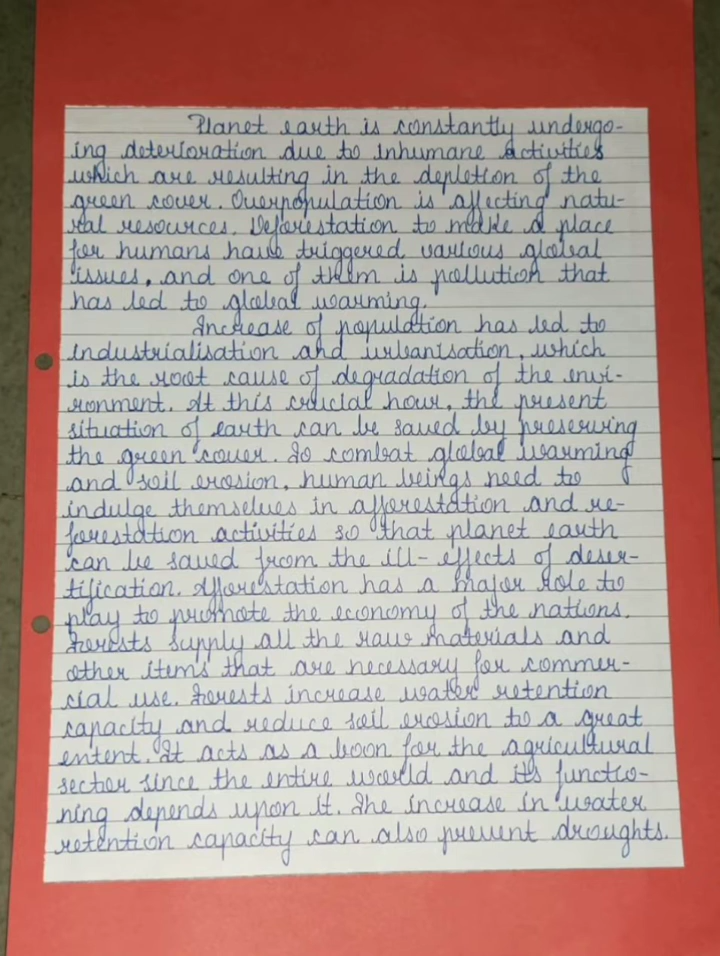 Planet earth is constantly undergo-
ing deterioration due to inhumane activities
which are resulting in the depletion of the
green cover. Overpopulation is affecting natu-
ral resources. Deforestation to make a place
for humans have triggered various global
issues, and one of them is pollution that
has led to global warming.
Increase of population has led to
industrialisation and urbanisation, which
is the root cause of degradation of the envi-
ronment. At this crucial hour, the present
situation of earth can be saved by preserving
the green cover. To combat global warming
and soil erosion, human beings need to
indulge themselves in afforestation and re-
forestation activities so that planet earth
can be saved from the ill-effects of deser-
tification. Afforestation has a major role to
play to promote the economy of the nations.
Forests supply all the raw materials and
other items that are necessary for commer-
cial use. Forests increase water retention
capacity and reduce soil erosion to a great
entent. It acts as a boon for the agricultural
sector since the entire world and its functio-
ning depends upon it. The increase in water
retention capacity can also prevent droughts.